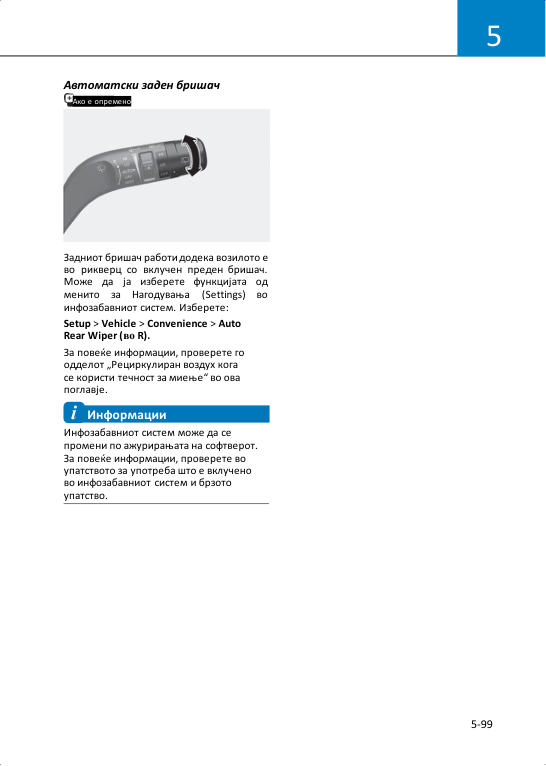 5
Автоматски заден бришач
Ако е опремено
Задниот бришач работи додека возилото е
во рикверц со вклучен преден бришач.
Може да ја изберете функцијата од
менито за Нагодувања (Settings) во
инфозабавниот систем. Изберете:
Setup > Vehicle > Convenience > Auto
Rear Wiper (во R).
За повеќе информации, проверете го
одделот „Рециркулиран воздух кога
се користи течност за миење“ во ова
поглавје.
i Информации
Инфозабавниот систем може да се
промени по ажурирањата на софтверот.
За повеќе информации, проверете во
упатството за употреба што е вклучено
во инфозабавниот систем и брзото
упатство.
5-99